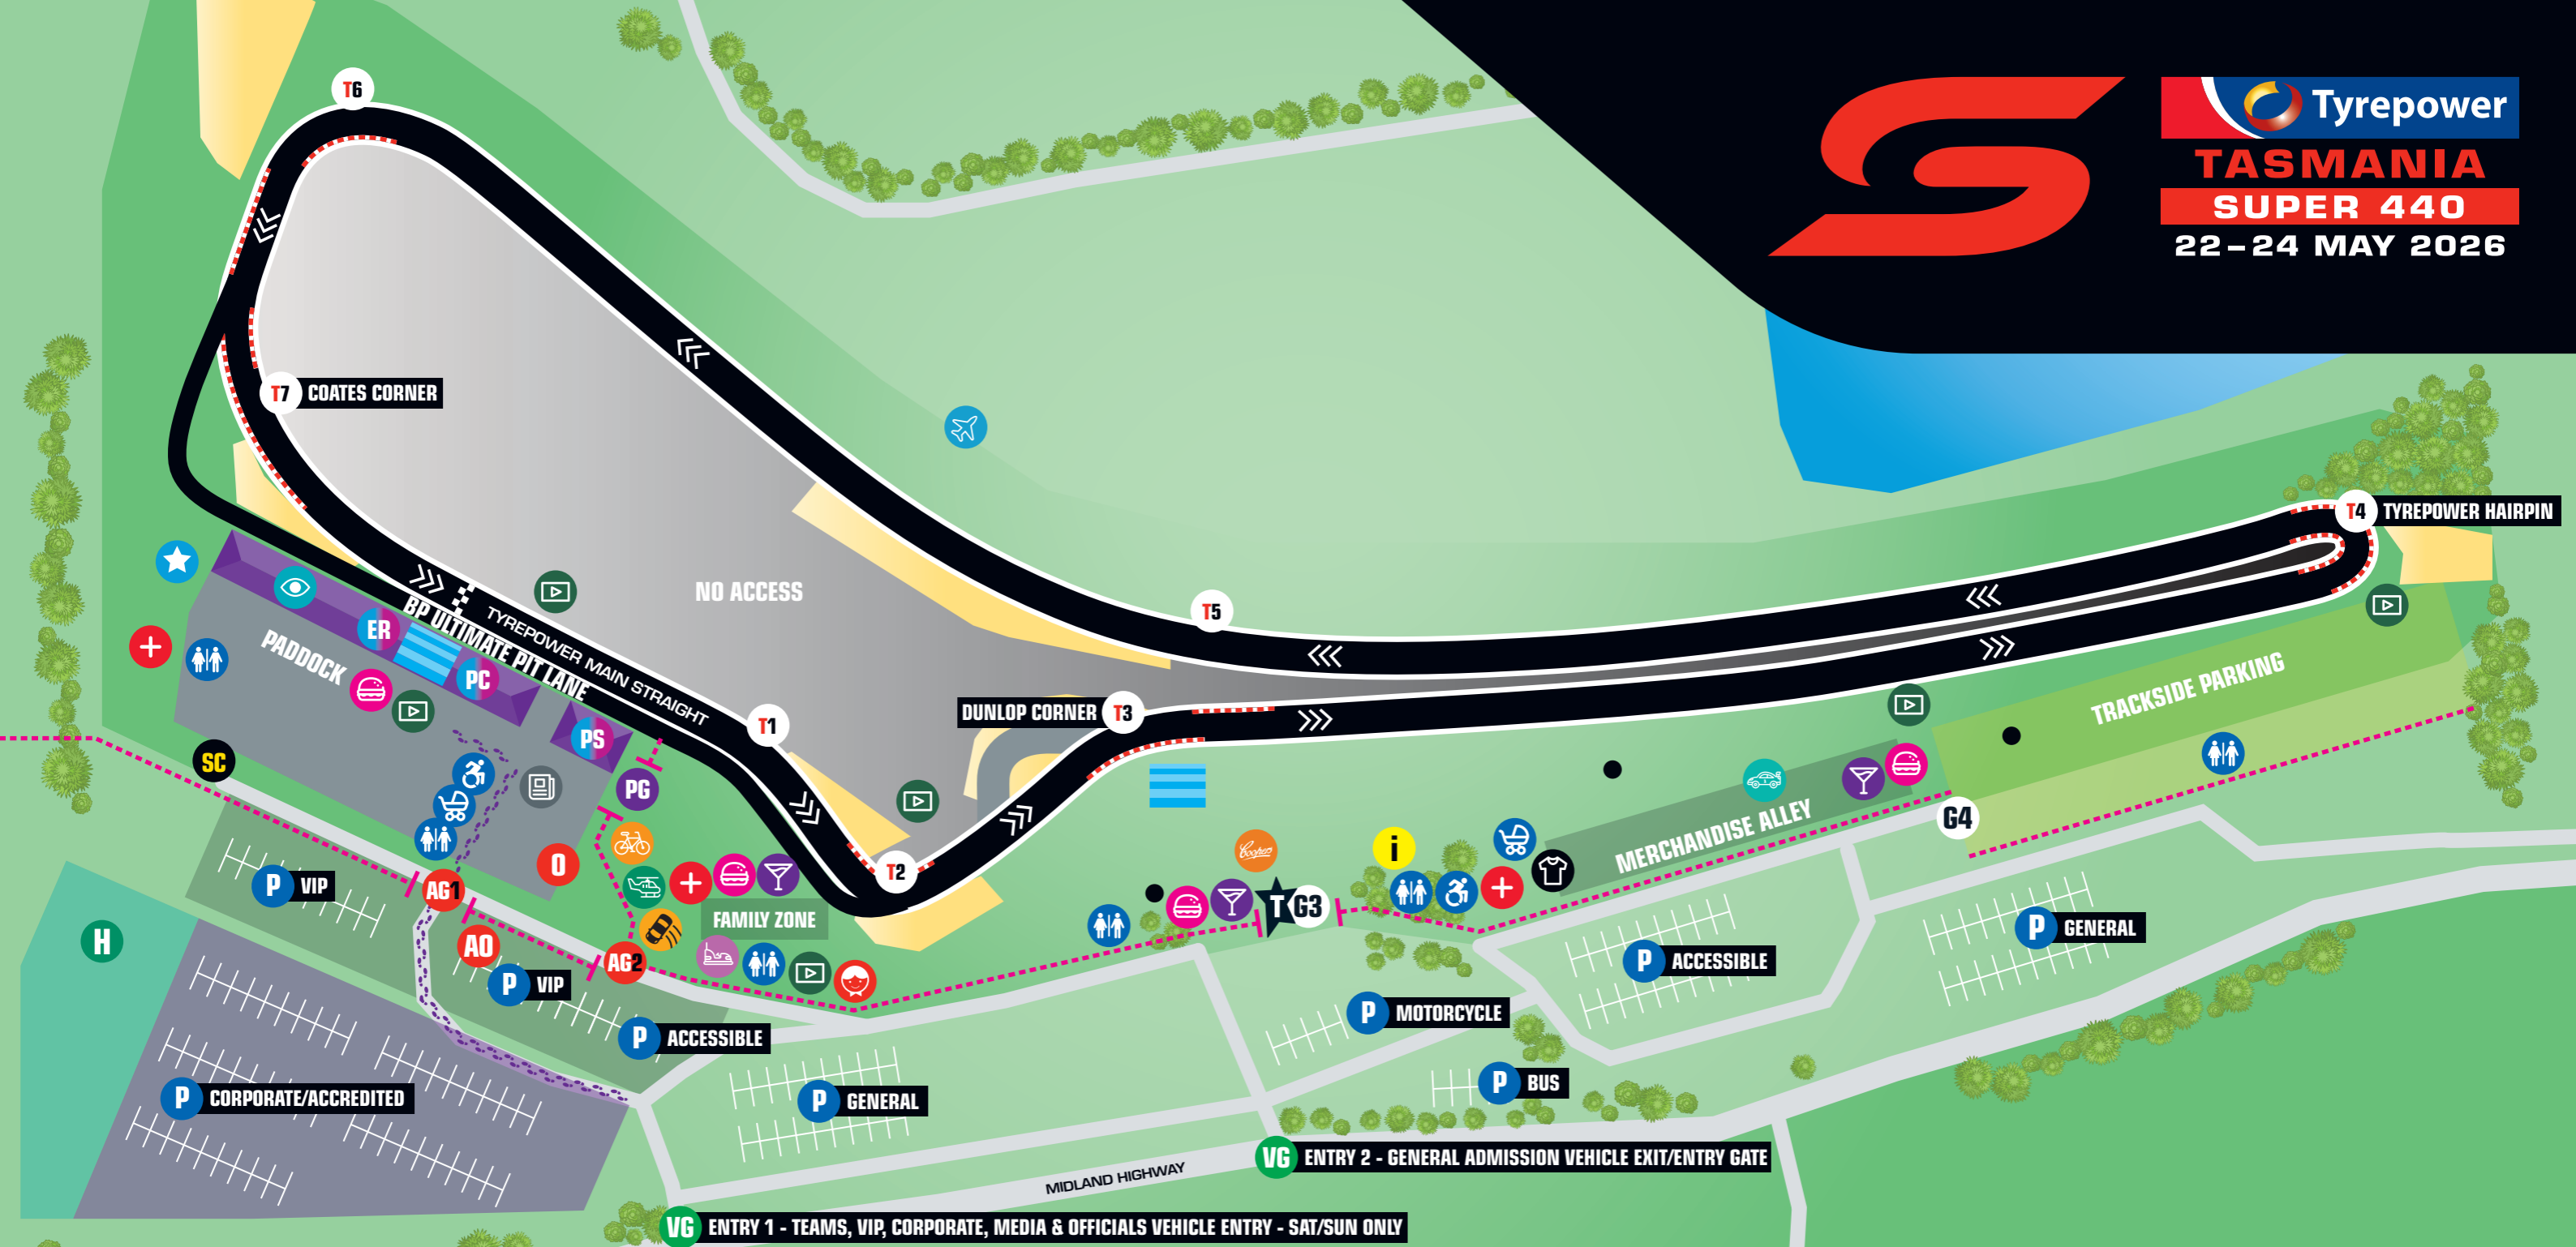 Tyrepower
TASMANIA
SUPER 440
22-24 MAY 2026
T6
T7 COATES CORNER
T4 TYREPOWER HAIRPIN
NO ACCESS
T5
ER
BP ULTIMATE PIT LANE
TYREPOWER MAIN STRAIGHT
PADDOCK
PC
PS
T1
DUNLOP CORNER T3
TRACKSIDE PARKING
SC
PG
MERCHANDISE ALLEY
G4
O
T2
Coopers
i
P VIP
AG1
T G3
FAMILY ZONE
H
AO
AG2
P VIP
P ACCESSIBLE
P GENERAL
P ACCESSIBLE
P MOTORCYCLE
P CORPORATE/ACCREDITED
P GENERAL
P BUS
VG ENTRY 2 - GENERAL ADMISSION VEHICLE EXIT/ENTRY GATE
MIDLAND HIGHWAY
VG ENTRY 1 - TEAMS, VIP, CORPORATE, MEDIA & OFFICIALS VEHICLE ENTRY - SAT/SUN ONLY